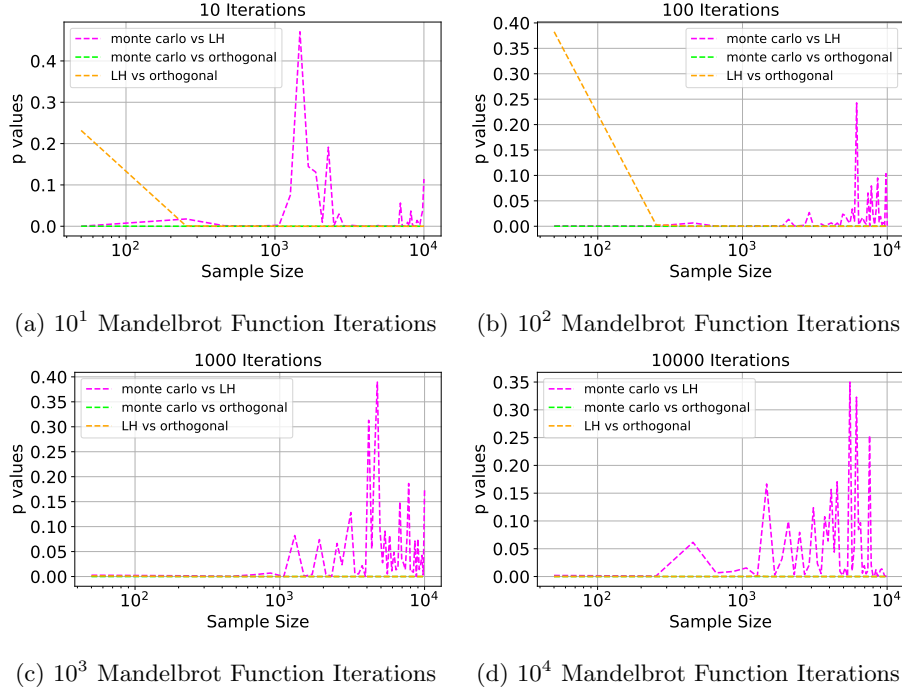 10 Iterations
monte carlo vs LH
monte carlo vs orthogonal
LH vs orthogonal
p values
0.4
0.3
0.2
0.1
0.0
10²
10³
10⁴
Sample Size
(a) 10¹ Mandelbrot Function Iterations
100 Iterations
monte carlo vs LH
monte carlo vs orthogonal
LH vs orthogonal
p values
0.40
0.35
0.30
0.25
0.20
0.15
0.10
0.05
0.00
10²
10³
10⁴
Sample Size
(b) 10² Mandelbrot Function Iterations
1000 Iterations
monte carlo vs LH
monte carlo vs orthogonal
LH vs orthogonal
p values
0.40
0.35
0.30
0.25
0.20
0.15
0.10
0.05
0.00
10²
10³
10⁴
Sample Size
(c) 10³ Mandelbrot Function Iterations
10000 Iterations
monte carlo vs LH
monte carlo vs orthogonal
LH vs orthogonal
p values
0.35
0.30
0.25
0.20
0.15
0.10
0.05
0.00
10²
10³
10⁴
Sample Size
(d) 10⁴ Mandelbrot Function Iterations